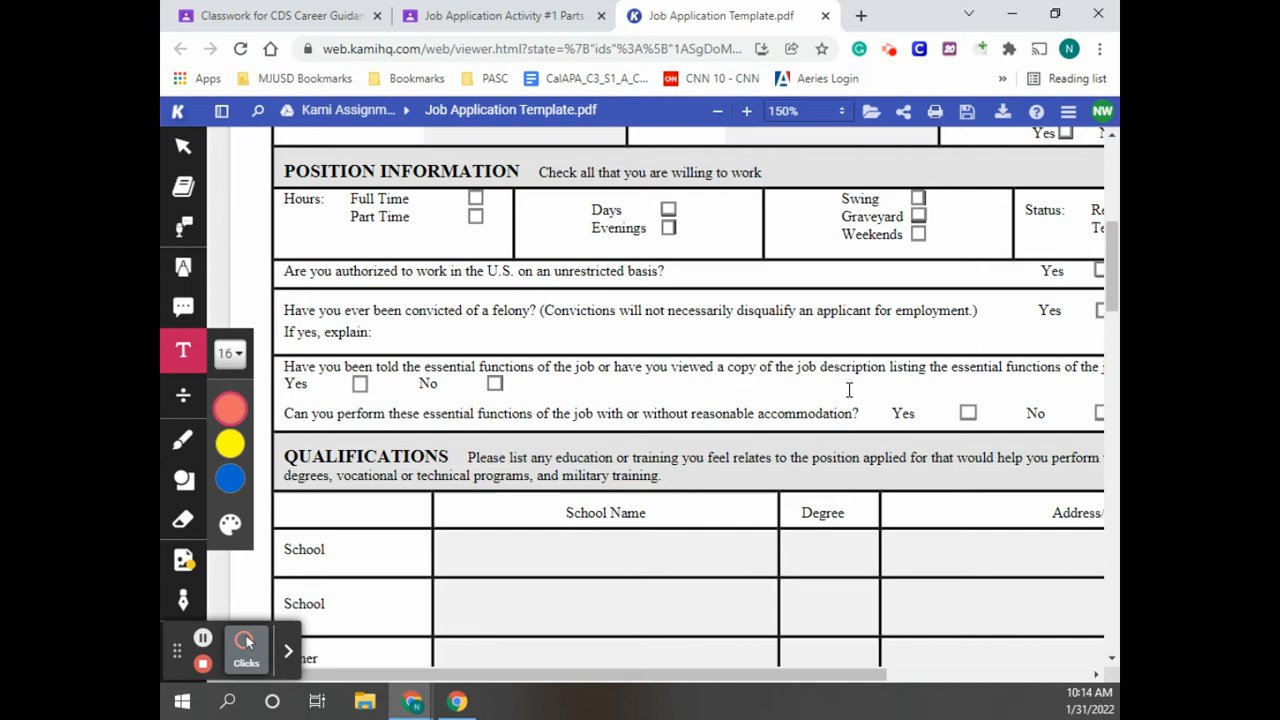 Classwork for CDS Career Guidan
Job Application Activity #1 Parts
Job Application Template.pdf
web.kamihq.com/web/viewer.html?state=%7B"ids"%3A%5B"1ASgDoM...
N
Apps
MJUSD Bookmarks
Bookmarks
PASC
CalAPA_C3_S1_A_C...
CNN 10 - CNN
Aeries Login
»
Reading list
K
Kami Assignm...
Job Application Template.pdf
150%
NW
Yes
POSITION INFORMATION Check all that you are willing to work
Hours: Full Time
Part Time
Days
Evenings
Swing
Graveyard
Weekends
Status: Re
Te
Are you authorized to work in the U.S. on an unrestricted basis? Yes
Have you ever been convicted of a felony? (Convictions will not necessarily disqualify an applicant for employment.) Yes
If yes, explain:
Have you been told the essential functions of the job or have you viewed a copy of the job description listing the essential functions of the
Yes No
Can you perform these essential functions of the job with or without reasonable accommodation? Yes No
QUALIFICATIONS Please list any education or training you feel relates to the position applied for that would help you perform
degrees, vocational or technical programs, and military training.
School Name Degree Address/
School
School
her
T
16
Clicks
10:14 AM
1/31/2022